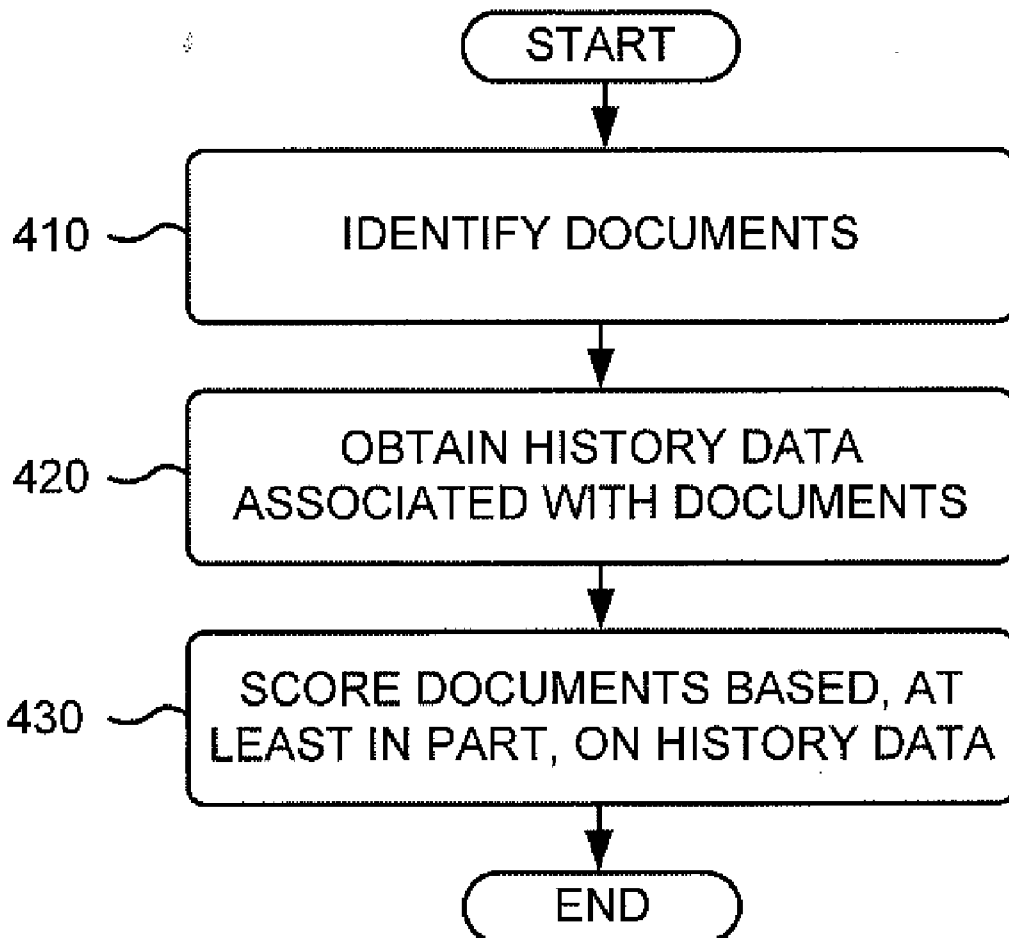 START
410
IDENTIFY DOCUMENTS
420
OBTAIN HISTORY DATA
ASSOCIATED WITH DOCUMENTS
430
SCORE DOCUMENTS BASED, AT
LEAST IN PART, ON HISTORY DATA
END